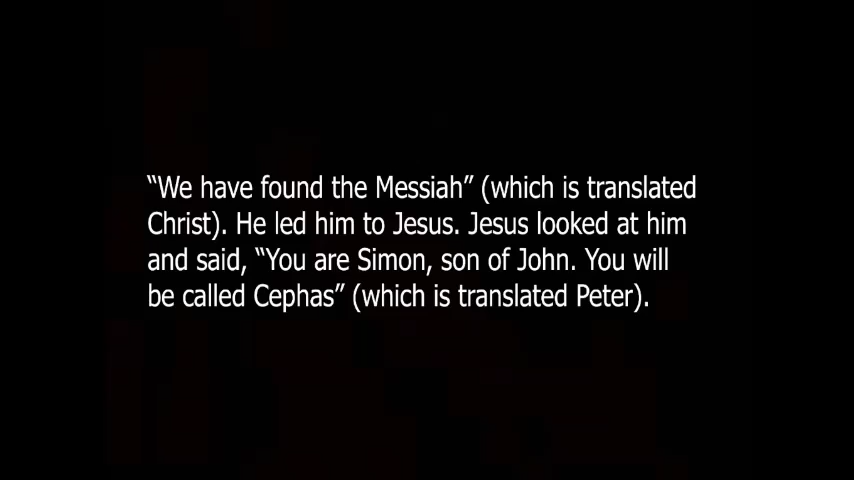 “We have found the Messiah” (which is translated
Christ). He led him to Jesus. Jesus looked at him
and said, “You are Simon, son of John. You will
be called Cephas” (which is translated Peter).